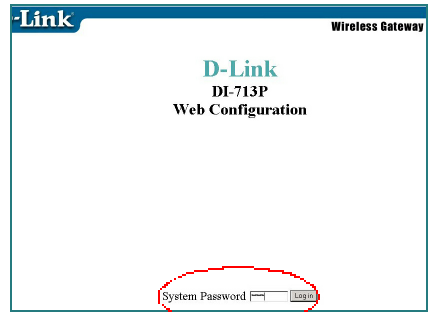 -Link
Wireless Gateway
D-Link
DI-713P
Web Configuration
System Password
Log in